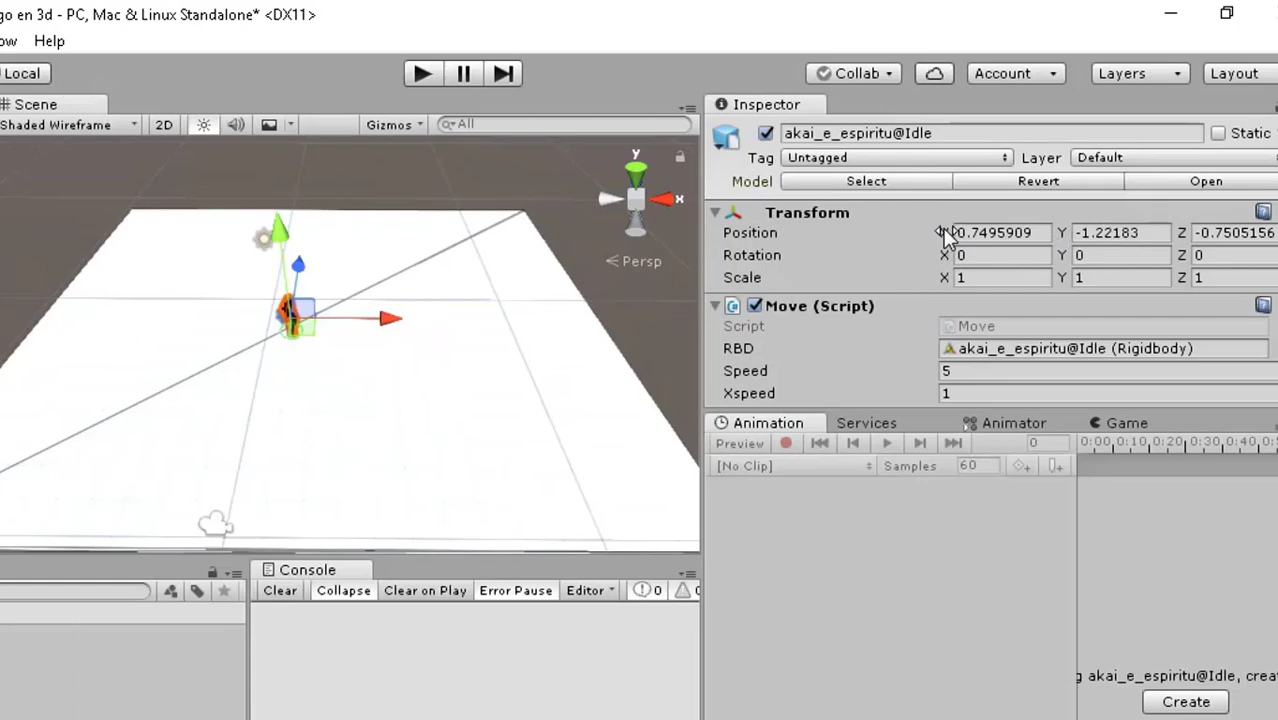 go en 3d - PC, Mac & Linux Standalone* <DX11>
ow Help
Local Collab Account Layers Layout
Scene
Shaded Wireframe 2D Gizmos All
y
x
Persp
Inspector
akai_e_espiritu@Idle Static
Tag Untagged Layer Default
Model Select Revert Open
Transform
Position 0.7495909 Y -1.22183 Z -0.7505156
Rotation X 0 Y 0 Z 0
Scale X 1 Y 1 Z 1
Move (Script)
Script Move
RBD akai_e_espiritu@Idle (Rigidbody)
Speed 5
Xspeed 1
Animation Services Animator Game
Preview 0 0:00 0:10 0:20 0:30 0:40 0:5
[No Clip] Samples 60
g akai_e_espiritu@Idle, crea
Create
Console
Clear Collapse Clear on Play Error Pause Editor 0 0